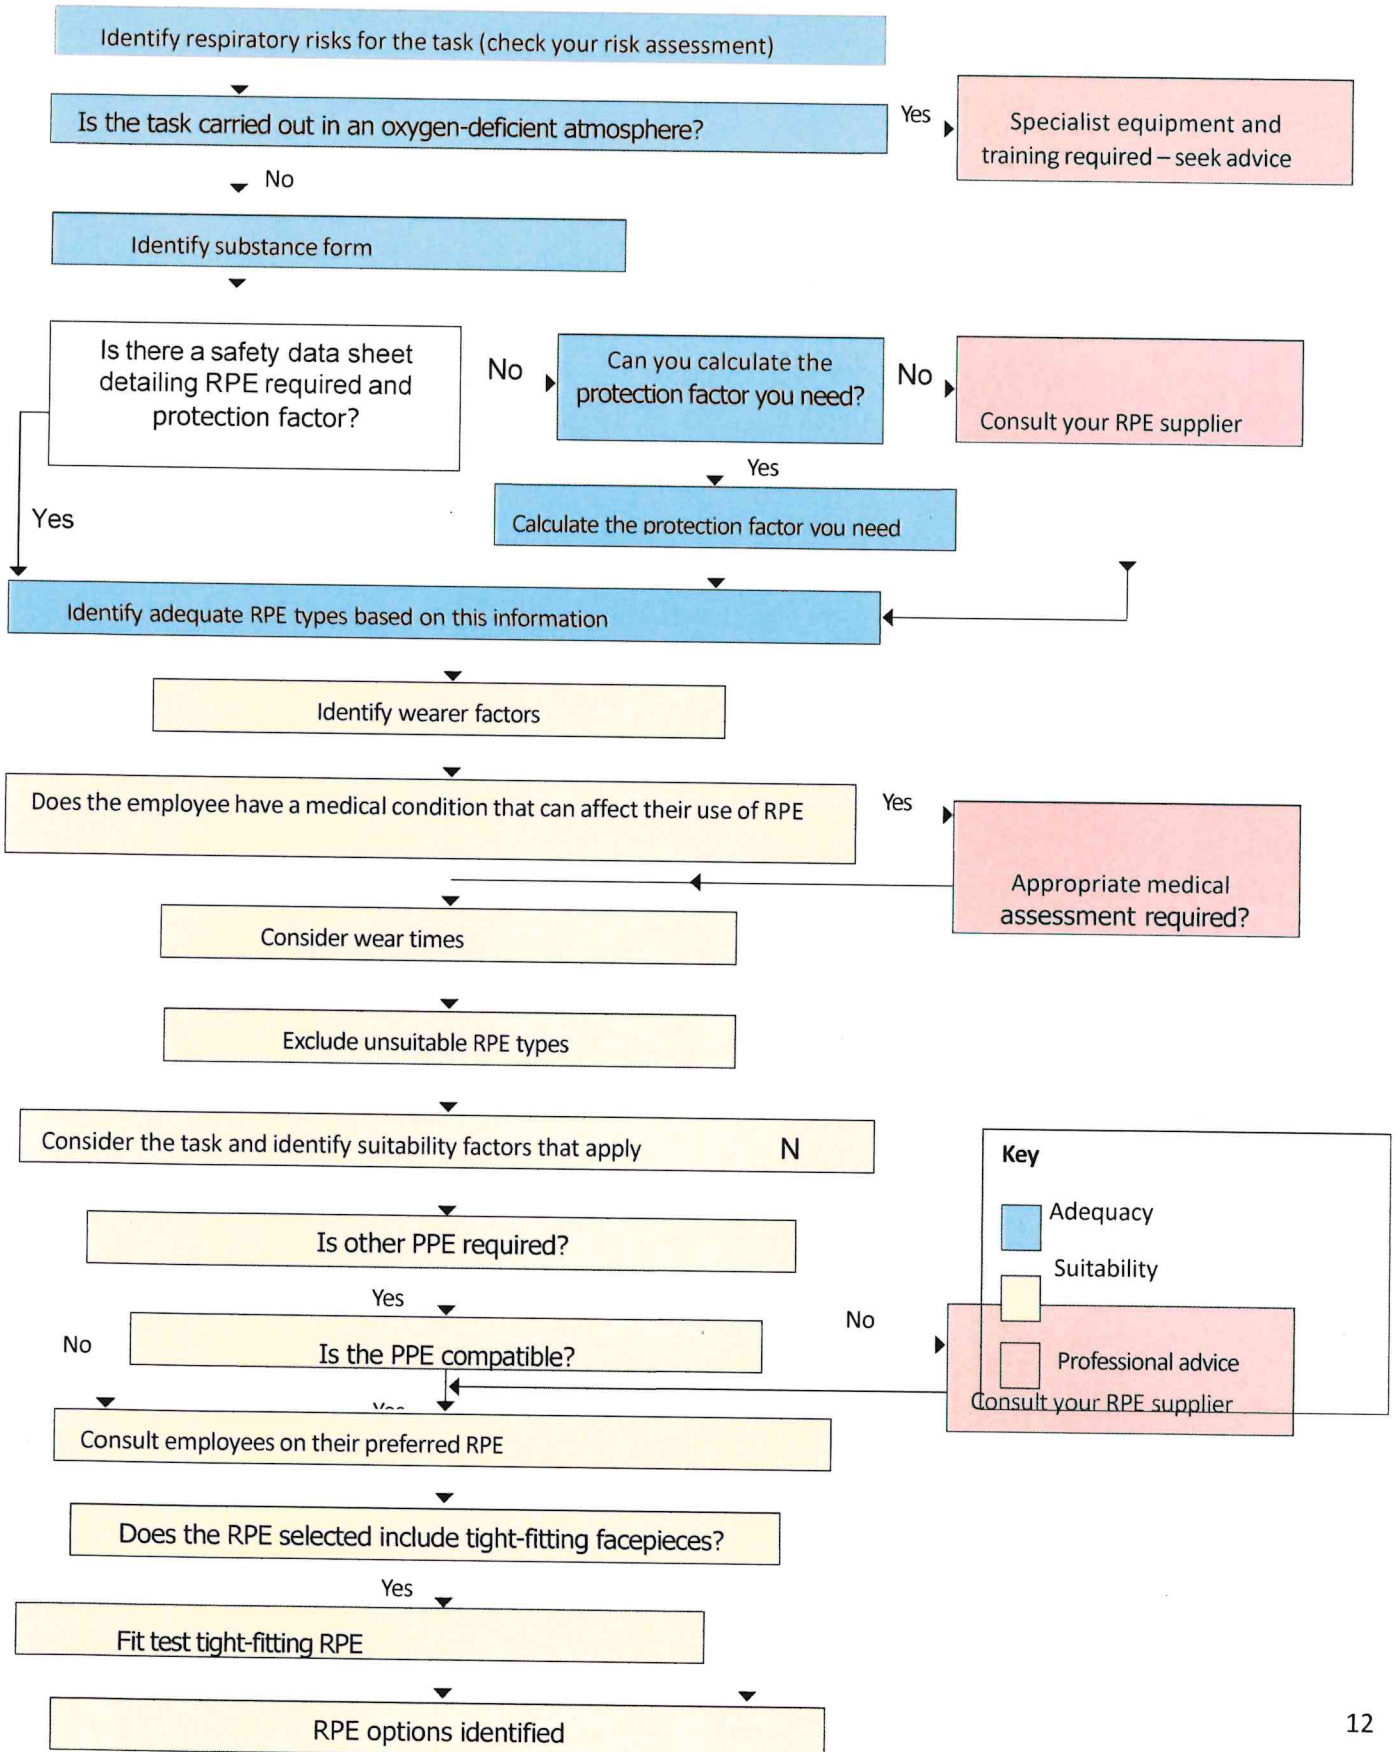 Identify respiratory risks for the task (check your risk assessment)
Is the task carried out in an oxygen-deficient atmosphere?
Yes
Specialist equipment and
training required – seek advice
No
Identify substance form
Is there a safety data sheet
detailing RPE required and
protection factor?
No
Can you calculate the
protection factor you need?
No
Consult your RPE supplier
Yes
Calculate the protection factor you need
Yes
Identify adequate RPE types based on this information
Identify wearer factors
Does the employee have a medical condition that can affect their use of RPE
Yes
Appropriate medical
assessment required?
Consider wear times
Exclude unsuitable RPE types
Consider the task and identify suitability factors that apply
N
Key
Adequacy
Suitability
Professional advice
Is other PPE required?
Yes
No
Is the PPE compatible?
No
Consult your RPE supplier
Yes
Consult employees on their preferred RPE
Does the RPE selected include tight-fitting facepieces?
Yes
Fit test tight-fitting RPE
RPE options identified
12